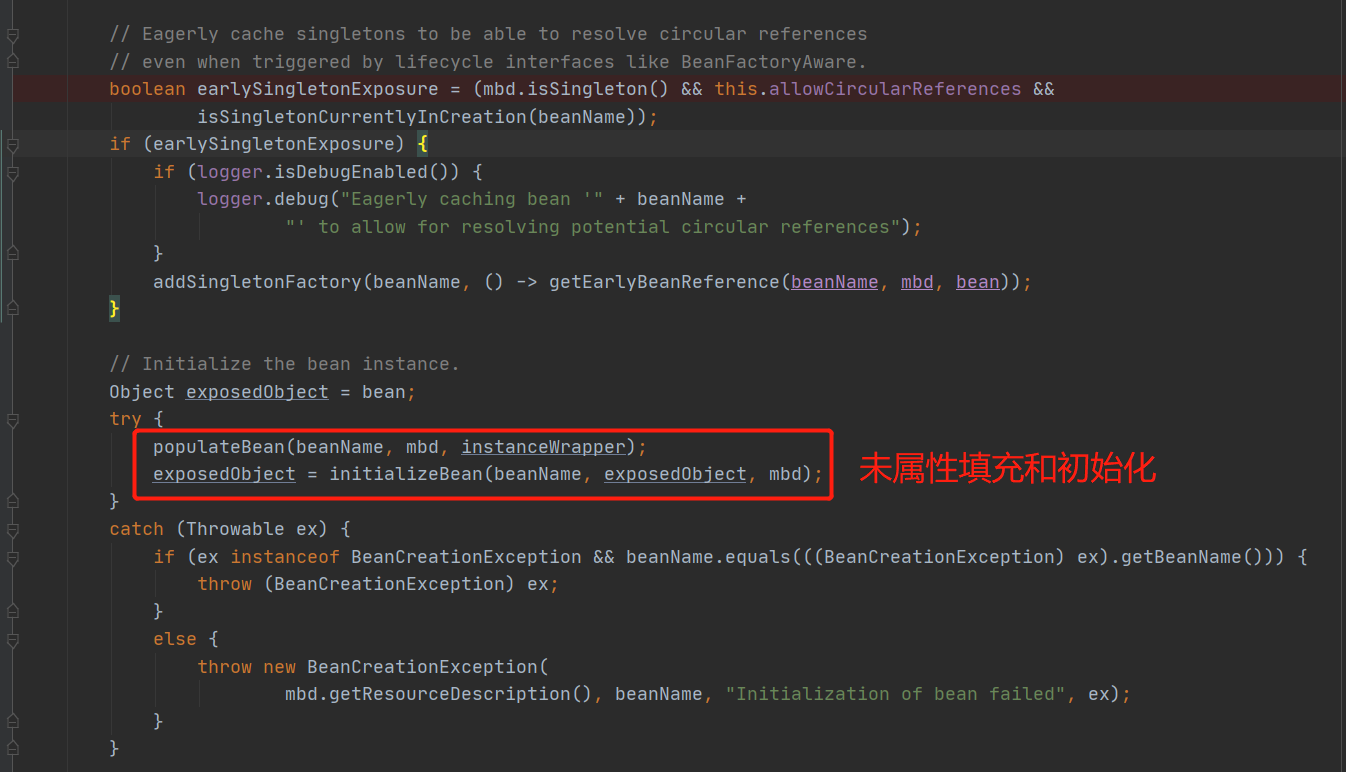 // Eagerly cache singletons to be able to resolve circular references
// even when triggered by lifecycle interfaces like BeanFactoryAware.
boolean earlySingletonExposure = (mbd.isSingleton() && this.allowCircularReferences &&
isSingletonCurrentlyInCreation(beanName));
if (earlySingletonExposure) {
if (logger.isDebugEnabled()) {
logger.debug("Eagerly caching bean '" + beanName +
"' to allow for resolving potential circular references");
}
addSingletonFactory(beanName, () -> getEarlyBeanReference(beanName, mbd, bean));
}
// Initialize the bean instance.
Object exposedObject = bean;
try {
populateBean(beanName, mbd, instanceWrapper);
exposedObject = initializeBean(beanName, exposedObject, mbd);
未属性填充和初始化
}
catch (Throwable ex) {
if (ex instanceof BeanCreationException && beanName.equals(((BeanCreationException) ex).getBeanName())) {
throw (BeanCreationException) ex;
}
else {
throw new BeanCreationException(
mbd.getResourceDescription(), beanName, "Initialization of bean failed", ex);
}
}